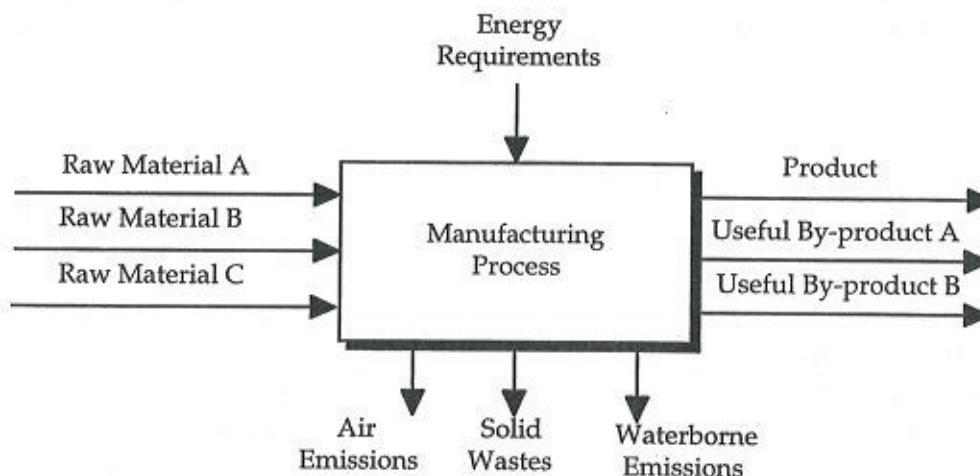 Energy
Requirements
Raw Material A
Raw Material B
Raw Material C
Manufacturing
Process
Product
Useful By-product A
Useful By-product B
Air
Emissions
Solid
Wastes
Waterborne
Emissions